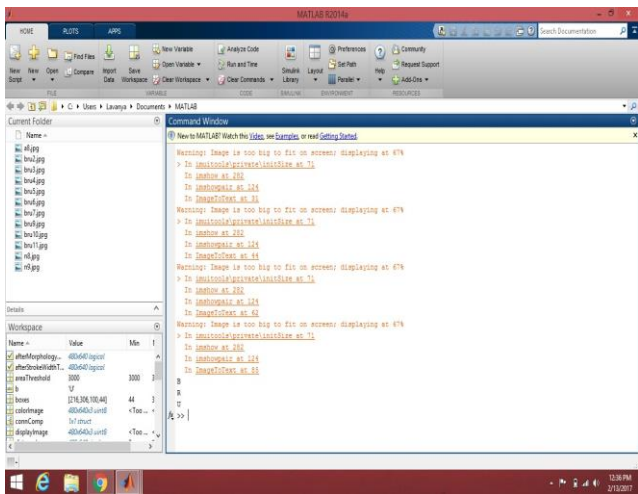 MATLAB R2014a
HOME PLOTS APPS
Search Documentation
New Script
New
Open
Find Files
Compare
Import Data
Save Workspace
New Variable
Open Variable
Clear Workspace
Analyze Code
Run and Time
Clear Commands
Simulink Library
Layout
Preferences
Set Path
Parallel
Help
Community
Request Support
Add-Ons
FILE VARIABLE CODE SIMULINK ENVIRONMENT RESOURCES
C: Users Lavanya Documents MATLAB
Current Folder
Name
a8.jpg
bru2.jpg
bru3.jpg
bru4.jpg
bru5.jpg
bru6.jpg
bru7.jpg
bru9.jpg
bru10.jpg
bru11.jpg
n8.jpg
n9.jpg
Details
Workspace
Name Value Min
afterMorphology... 480x640 logical
afterStrokeWidthT... 480x640 logical
areaThreshold 3000 3000
b 'U'
boxes [216,306,100,44] 44
colorImage 480x640x3 uint8 <Too...
connComp 1x1 struct
displayImage 480x640x3 uint8 <Too...
Command Window
New to MATLAB? Watch this Video, see Examples, or read Getting Started.
Warning: Image is too big to fit on screen; displaying at 67%
> In imuitools\private\initSize at 71
In imshow at 282
In imshowpair at 124
In ImageToText at 31
Warning: Image is too big to fit on screen; displaying at 67%
> In imuitools\private\initSize at 71
In imshow at 282
In imshowpair at 124
In ImageToText at 44
Warning: Image is too big to fit on screen; displaying at 67%
> In imuitools\private\initSize at 71
In imshow at 282
In imshowpair at 124
In ImageToText at 62
Warning: Image is too big to fit on screen; displaying at 67%
> In imuitools\private\initSize at 71
In imshow at 282
In imshowpair at 124
In ImageToText at 85
B
R
U
fx >>
12:36 PM
2/13/2017